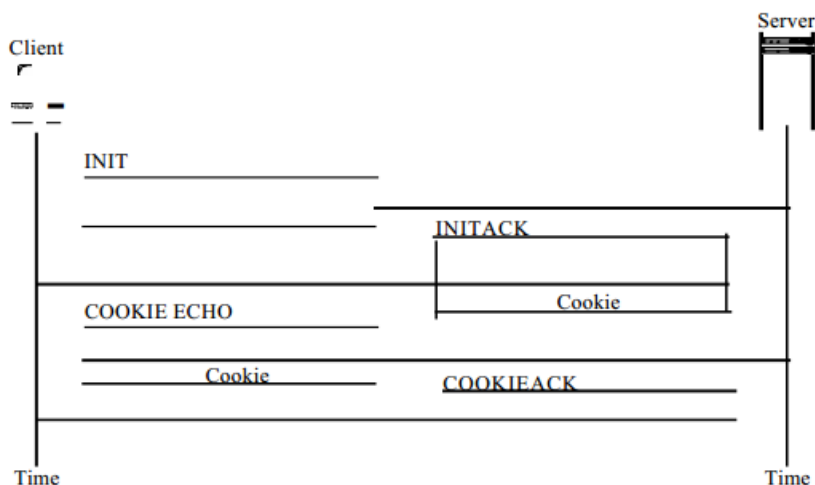 Server
Client
INIT
INITACK
Cookie
COOKIE ECHO
Cookie
COOKIEACK
Time
Time